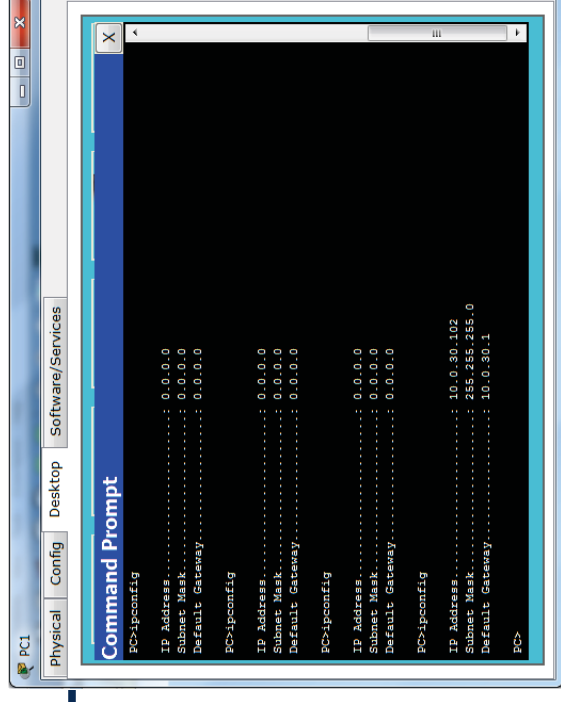 PC1
Physical Config Desktop Software/Services
Command Prompt
X
PC>ipconfig
IP Address......................: 0.0.0.0
Subnet Mask.....................: 0.0.0.0
Default Gateway.................: 0.0.0.0
PC>ipconfig
IP Address......................: 0.0.0.0
Subnet Mask.....................: 0.0.0.0
Default Gateway.................: 0.0.0.0
PC>ipconfig
IP Address......................: 0.0.0.0
Subnet Mask.....................: 0.0.0.0
Default Gateway.................: 0.0.0.0
PC>ipconfig
IP Address......................: 10.0.30.102
Subnet Mask.....................: 255.255.255.0
Default Gateway.................: 10.0.30.1
PC>